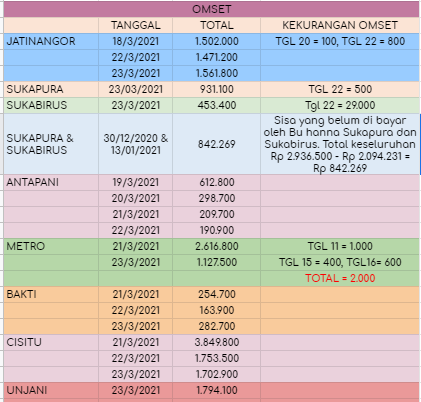 OMSET
TANGGAL TOTAL KEKURANGAN OMSET
JATINANGOR 18/3/2021 1.502.000 TGL 20 = 100, TGL 22 = 800
22/3/2021 1.471.200
23/3/2021 1.561.800
SUKAPURA 23/03/2021 931.100 TGL 22 = 500
SUKABIRUS 23/3/2021 453.400 Tgl 22 = 29.000
SUKAPURA & SUKABIRUS 30/12/2020 & 13/01/2021 842.269 Sisa yang belum di bayar
oleh Bu hanna Sukapura dan
Sukabirus. Total keseluruhan
Rp 2.936.500 - Rp 2.094.231 =
Rp 842.269
ANTAPANI 19/3/2021 612.800
20/3/2021 298.700
21/3/2021 209.700
22/3/2021 190.900
METRO 21/3/2021 2.616.800 TGL 11 = 1.000
23/3/2021 1.127.500 TGL 15 = 400, TGL16= 600
TOTAL = 2.000
BAKTI 21/3/2021 254.700
22/3/2021 163.900
23/3/2021 282.700
CISITU 21/3/2021 3.849.800
22/3/2021 1.753.500
23/3/2021 1.702.900
UNJANI 23/3/2021 1.794.100